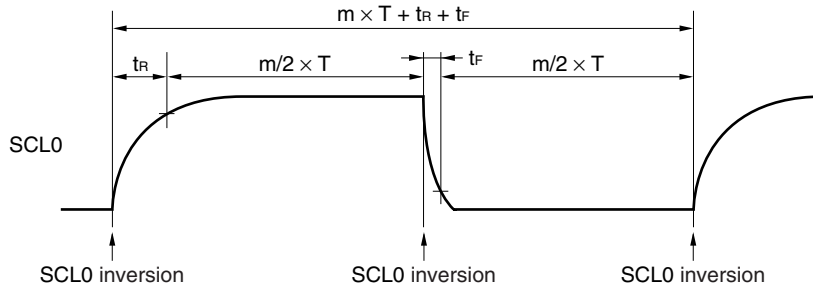 m × T + tR + tF
tR
m/2 × T
tF
m/2 × T
SCL0
SCL0 inversion
SCL0 inversion
SCL0 inversion